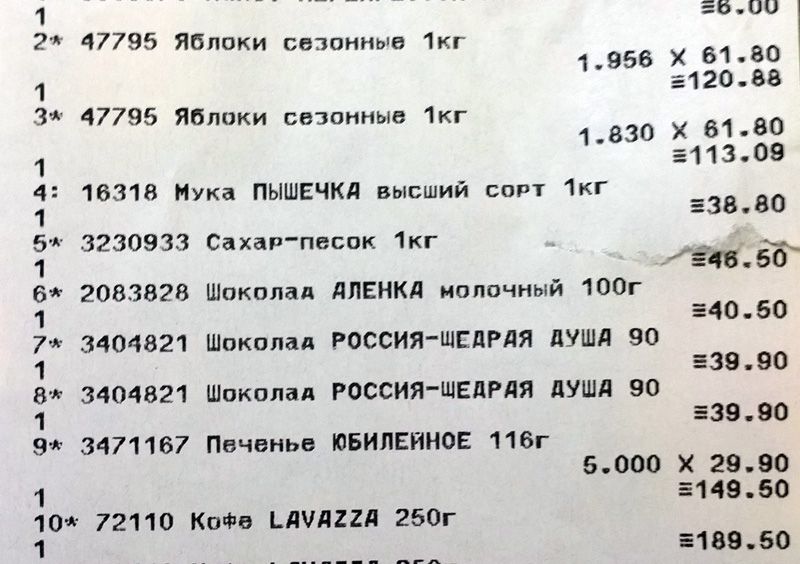 ≡6.00
1
2* 47795 Яблоки сезонные 1кг
1.956 X 61.80
≡120.88
1
3* 47795 Яблоки сезонные 1кг
1.830 X 61.80
≡113.09
1
4: 16318 Мука ПЫШЕЧКА высший сорт 1кг
≡38.80
1
5* 3230933 Сахар-песок 1кг
≡46.50
1
6* 2083828 Шоколад АЛЕНКА молочный 100г
≡40.50
1
7* 3404821 Шоколад РОССИЯ-ЩЕДРАЯ ДУША 90
≡39.90
1
8* 3404821 Шоколад РОССИЯ-ЩЕДРАЯ ДУША 90
≡39.90
1
9* 3471167 Печенье ЮБИЛЕЙНОЕ 116г
5.000 X 29.90
≡149.50
1
10* 72110 Кофе LAVAZZA 250г
≡189.50
1